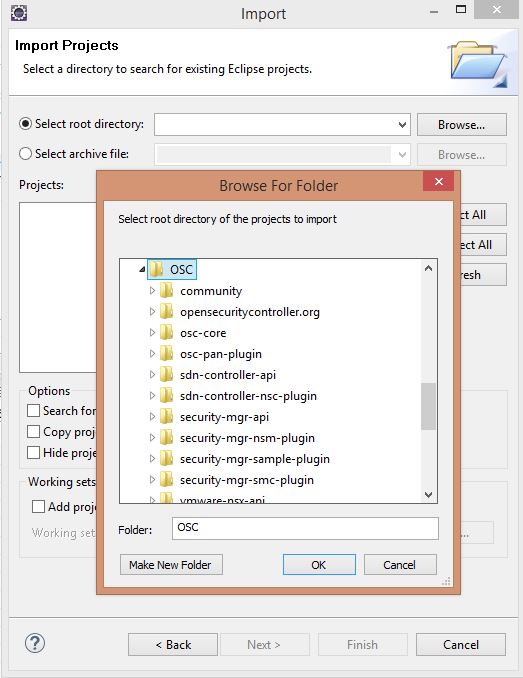 Import
Import Projects
Select a directory to search for existing Eclipse projects.
Select root directory:
Browse...
Select archive file:
Browse...
Projects:
Browse For Folder
Select root directory of the projects to import
OSC
community
opensecuritycontroller.org
osc-core
osc-pan-plugin
sdn-controller-api
sdn-controller-nsc-plugin
security-mgr-api
security-mgr-nsm-plugin
security-mgr-sample-plugin
security-mgr-smc-plugin
vmware-nsx-api
Folder: OSC
Make New Folder
OK
Cancel
ct All
ect All
resh
Options
Search for
Copy proj
Hide proje
Working sets
Add proje
Working set
...
?
< Back
Next >
Finish
Cancel